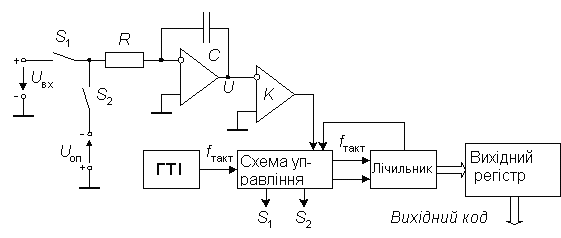 S1
R
C
+
Uвх
-
S2
U
K
-
Uоп
+
fтакт
fтакт
ГТІ
Схема уп-
равління
Лічильник
Вихідний
регістр
S1
S2
Вихідний код